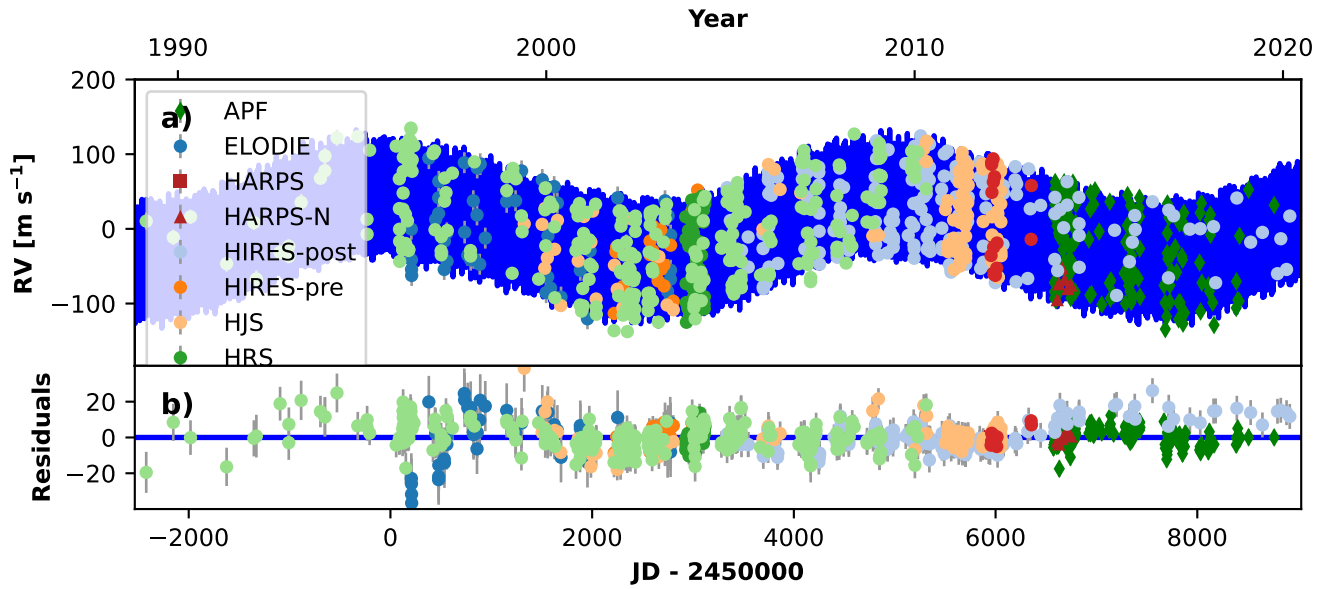 Year
1990 2000 2010 2020
200
100
0
−100
RV [m s⁻¹]
a)
APF
ELODIE
HARPS
HARPS-N
HIRES-post
HIRES-pre
HJS
HRS
b)
20
0
−20
Residuals
−2000 0 2000 4000 6000 8000
JD - 2450000